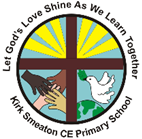 Let God's Love Shine As We Learn Together
Kirk Smeaton CE Primary School